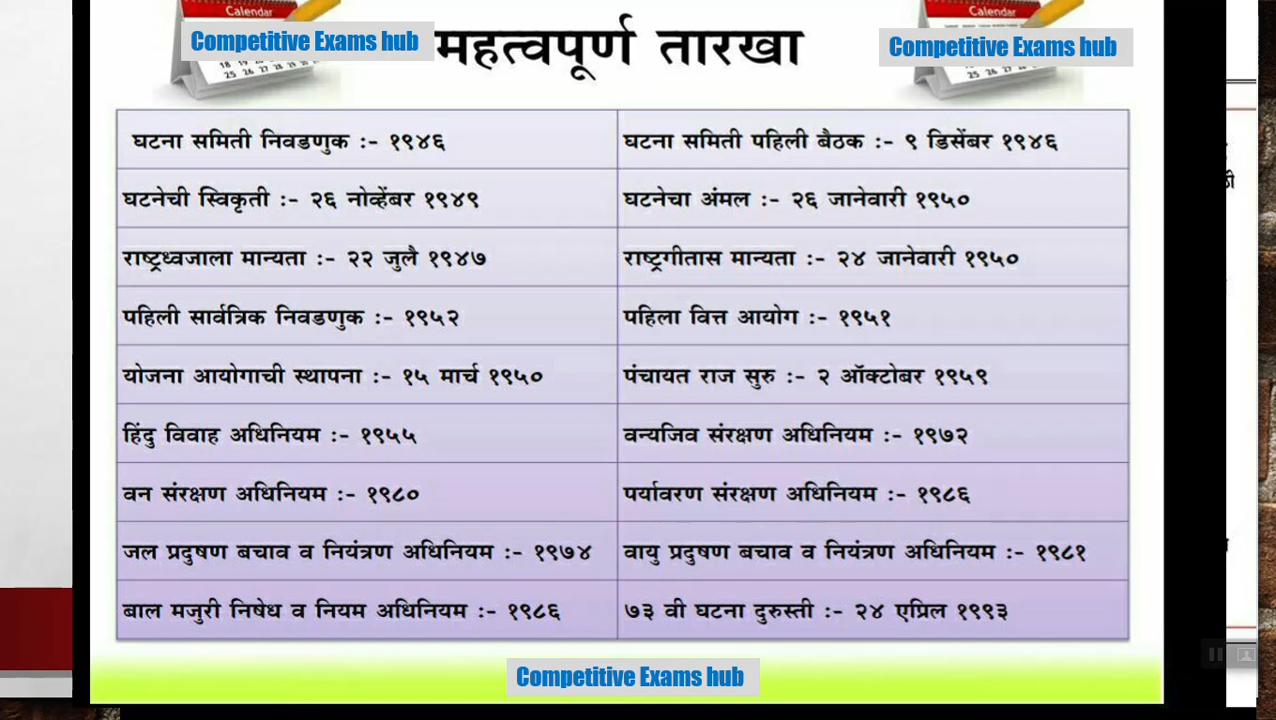 Calendar
Calendar
Competitive Exams hub
महत्वपूर्ण तारखा
Competitive Exams hub
घटना समिती निवडणुक :- १९४६
घटना समिती पहिली बैठक :- ९ डिसेंबर १९४६
घटनेची स्विकृती :- २६ नोव्हेंबर १९४९
घटनेचा अंमल :- २६ जानेवारी १९५०
राष्ट्रध्वजाला मान्यता :- २२ जुलै १९४७
राष्ट्रगीतास मान्यता :- २४ जानेवारी १९५०
पहिली सार्वत्रिक निवडणुक :- १९५२
पहिला वित्त आयोग :- १९५१
योजना आयोगाची स्थापना :- १५ मार्च १९५०
पंचायत राज सुरु :- २ ऑक्टोबर १९५९
हिंदु विवाह अधिनियम :- १९५५
वन्यजिव संरक्षण अधिनियम :- १९७२
वन संरक्षण अधिनियम :- १९८०
पर्यावरण संरक्षण अधिनियम :- १९८६
जल प्रदुषण बचाव व नियंत्रण अधिनियम :- १९७४
वायु प्रदुषण बचाव व नियंत्रण अधिनियम :- १९८१
बाल मजुरी निषेध व नियम अधिनियम :- १९८६
७३ वी घटना दुरुस्ती :- २४ एप्रिल १९९३
Competitive Exams hub